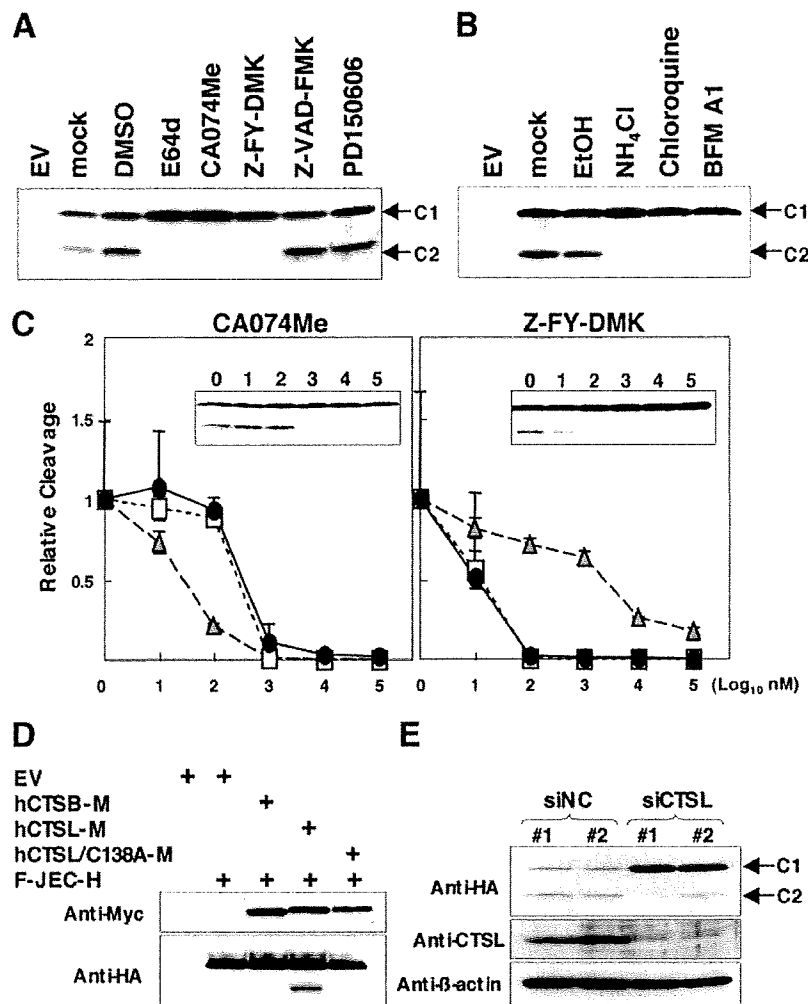 A
EV
mock
DMSO
E64d
CA074Me
Z-FY-DMK
Z-VAD-FMK
PD150606
C1
C2
B
EV
mock
EtOH
NH4Cl
Chloroquine
BFM A1
C1
C2
C
CA074Me
Z-FY-DMK
0 1 2 3 4 5
0 1 2 3 4 5
Relative Cleavage
2
1.5
1
0.5
0 1 2 3 4 5
0 1 2 3 4 5 (Log10 nM)
D
EV + +
hCTSB-M +
hCTSL-M +
hCTSL/C138A-M +
F-JEC-H + + + +
Anti-Myc
Anti-HA
E
siNC siCTSL
#1 #2 #1 #2
Anti-HA
C1
C2
Anti-CTSL
Anti-ß-actin